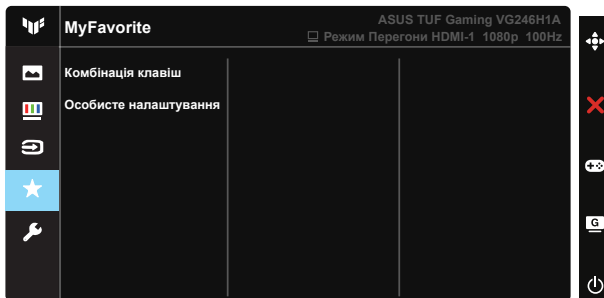 MyFavorite
ASUS TUF Gaming VG246H1A
Режим Перегони HDMI-1 1080p 100Hz
Комбінація клавіш
Особисте налаштування
G